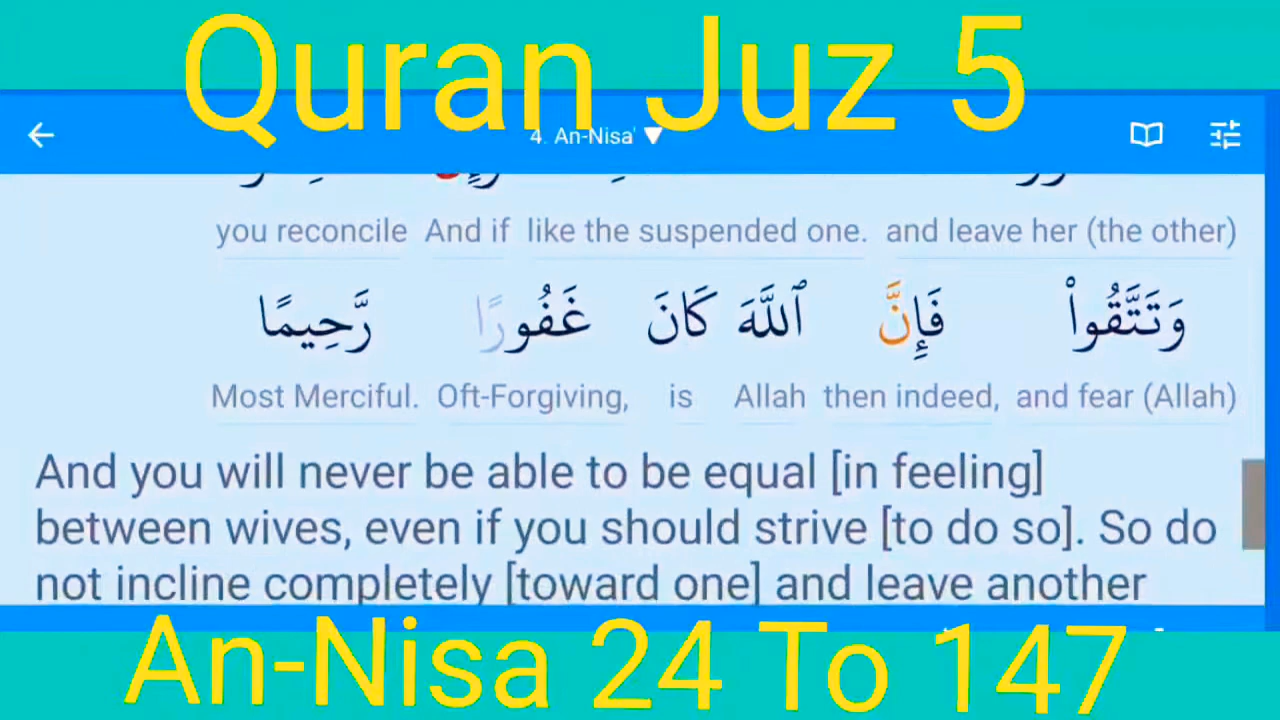 Quran Juz 5
4. An-Nisa' ▼
you reconcile And if like the suspended one. and leave her (the other)
وَتَتَّقُوا۟ فَإِنَّ ٱللَّهَ كَانَ غَفُورًا رَّحِيمًا
Most Merciful. Oft-Forgiving, is Allah then indeed, and fear (Allah)
And you will never be able to be equal [in feeling]
between wives, even if you should strive [to do so]. So do
not incline completely [toward one] and leave another
An-Nisa 24 To 147